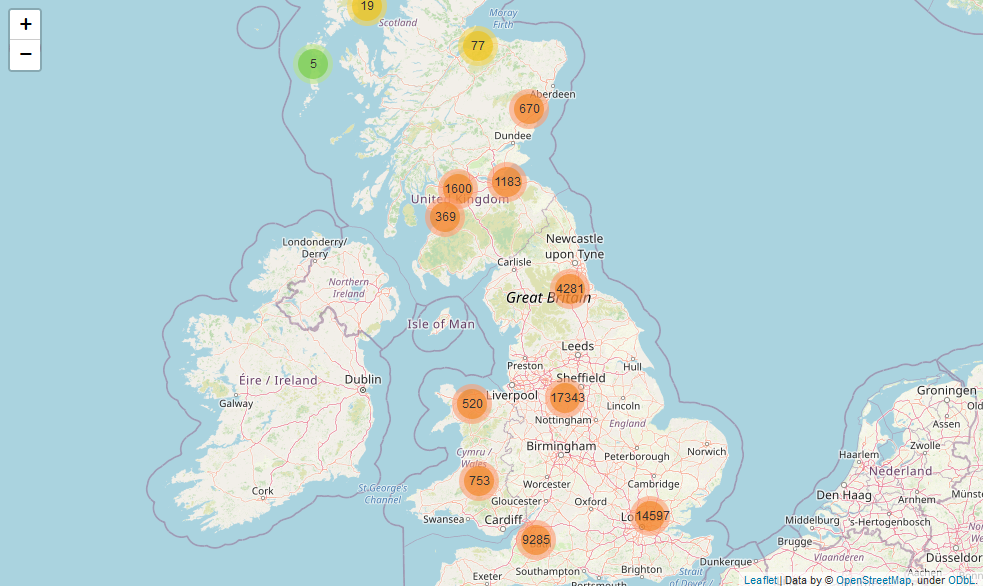 +
−
19
Scotland
Moray
Firth
77
5
Aberdeen
670
Dundee
1183
1600
United Kingdom
369
Londonderry/
Derry
Newcastle
upon Tyne
Carlisle
Northern
Ireland
4281
Great Britain
Isle of Man
Leeds
Preston
Hull
Sheffield
Éire / Ireland
Dublin
Liverpool
17343
520
Galway
Lincoln
Nottingham
England
Groningen
Assen
Birmingham
Cymru /
Wales
Peterborough
Norwich
Zwolle
Haarlem
Nederland
753
Worcester
Cambridge
Cork
St George's
Channel
Gloucester
Oxford
Den Haag
Arnhem
Swansea
Cardiff
14597
Middelburg
's-Hertogenbosch
9285
Brugge
Vlaanderen
Düsseldor
Southampton
Brighton
Dunkerque
Exeter
Strait
Leaflet | Data by © OpenStreetMap, under ODbL.